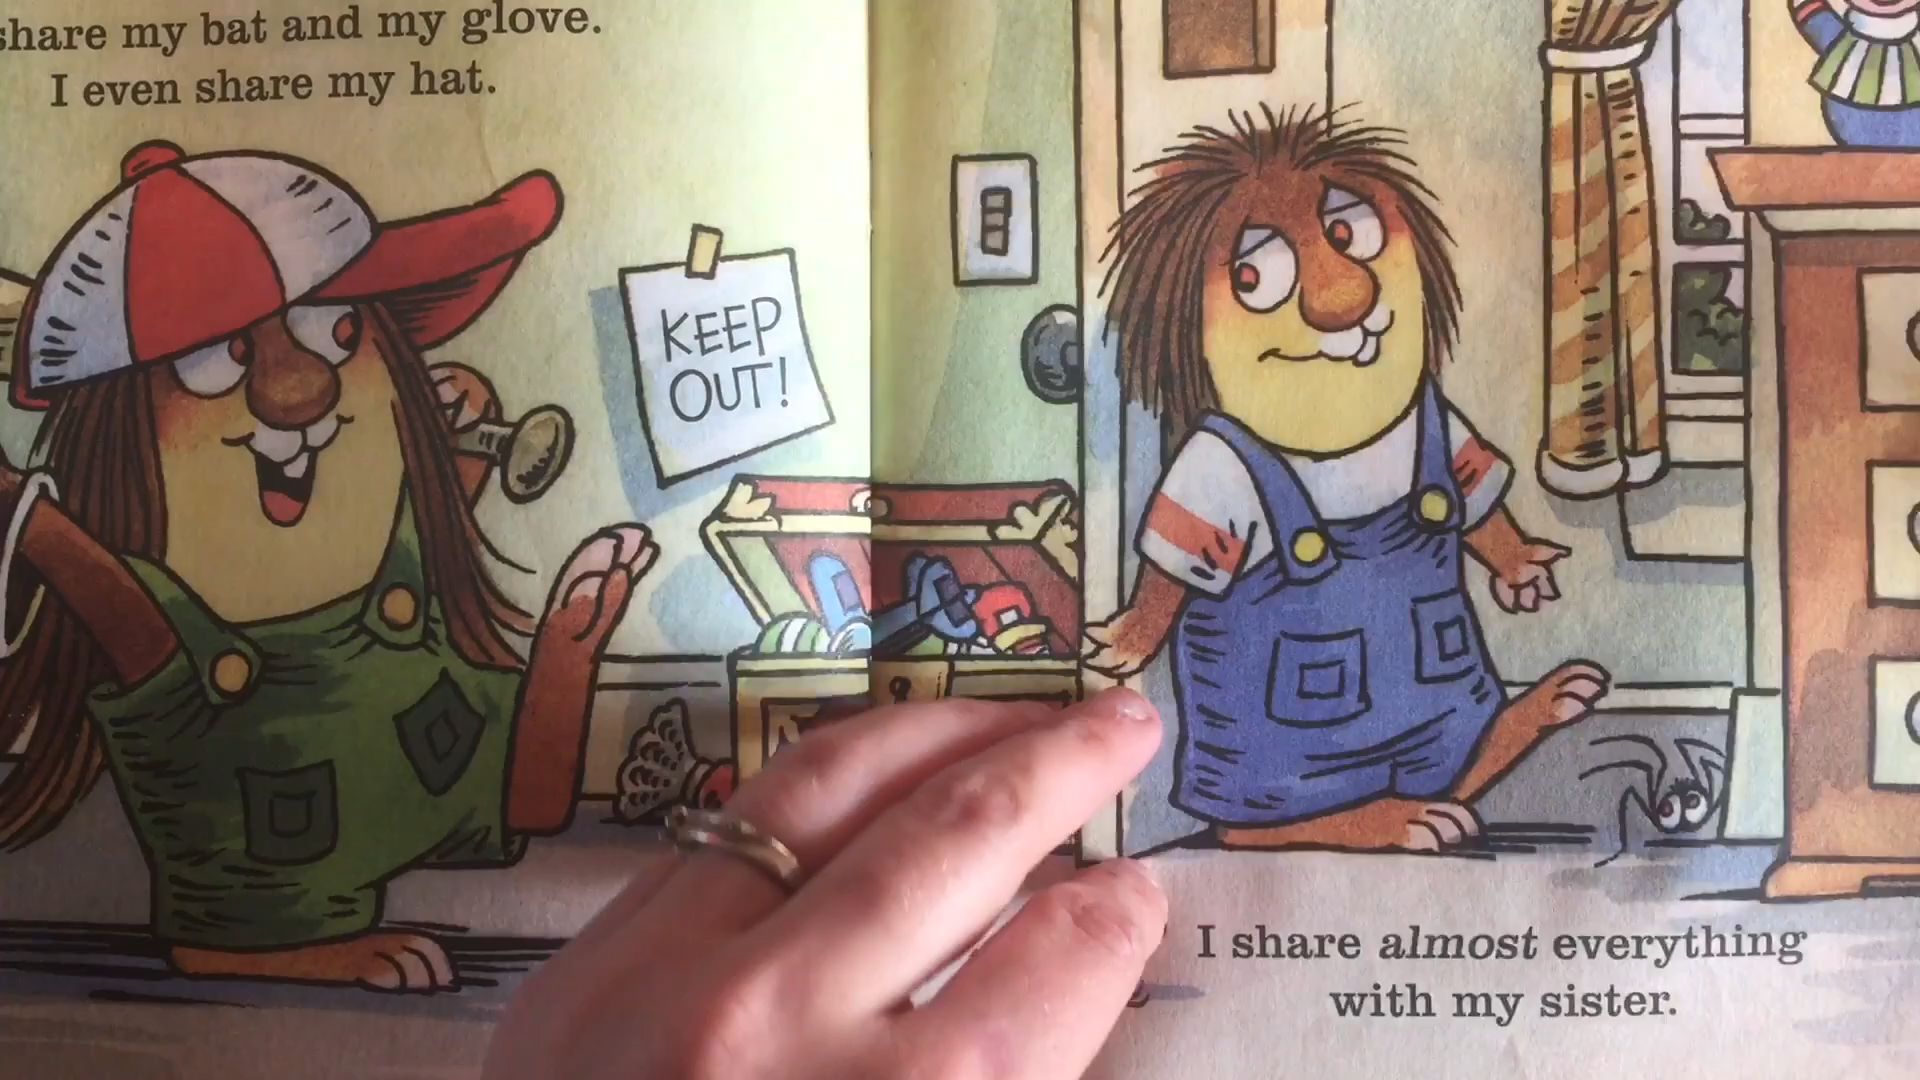 share my bat and my glove.
I even share my hat.
KEEP
OUT!
I share almost everything
with my sister.